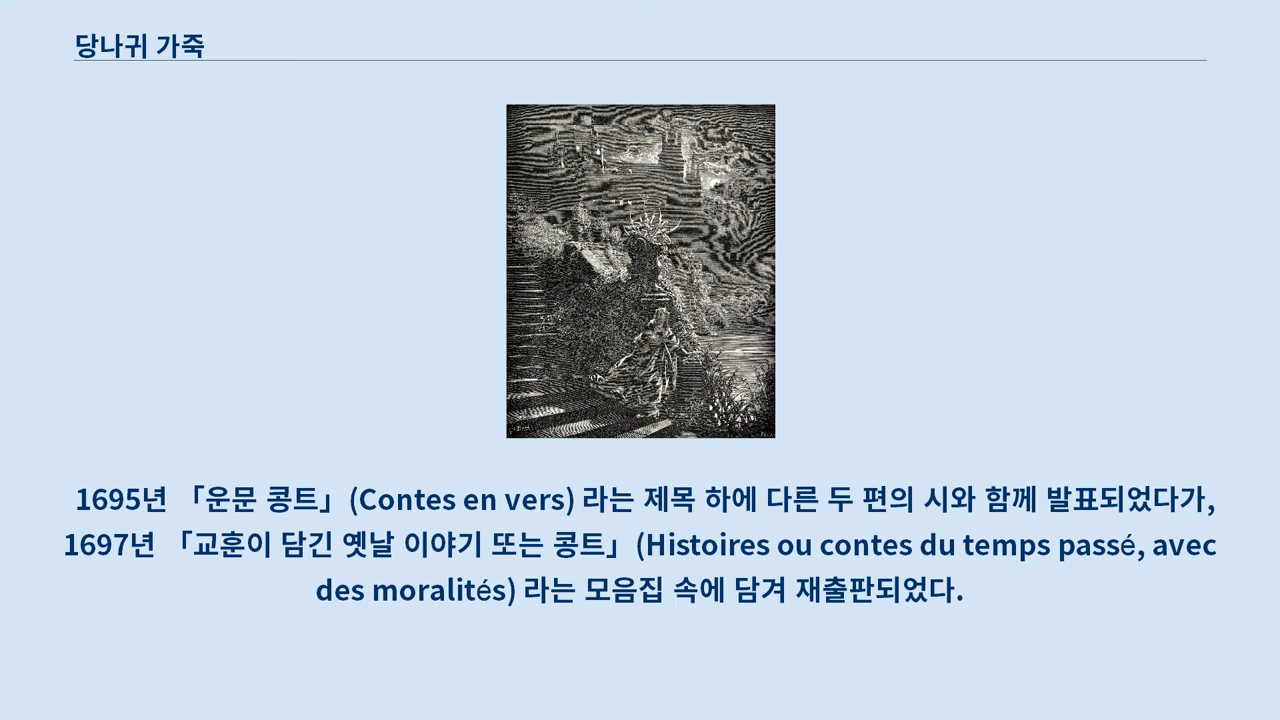 당나귀 가죽
1695년 「운문 콩트」(Contes en vers) 라는 제목 하에 다른 두 편의 시와 함께 발표되었다가,
1697년 「교훈이 담긴 옛날 이야기 또는 콩트」(Histoires ou contes du temps passé, avec
des moralités) 라는 모음집 속에 담겨 재출판되었다.